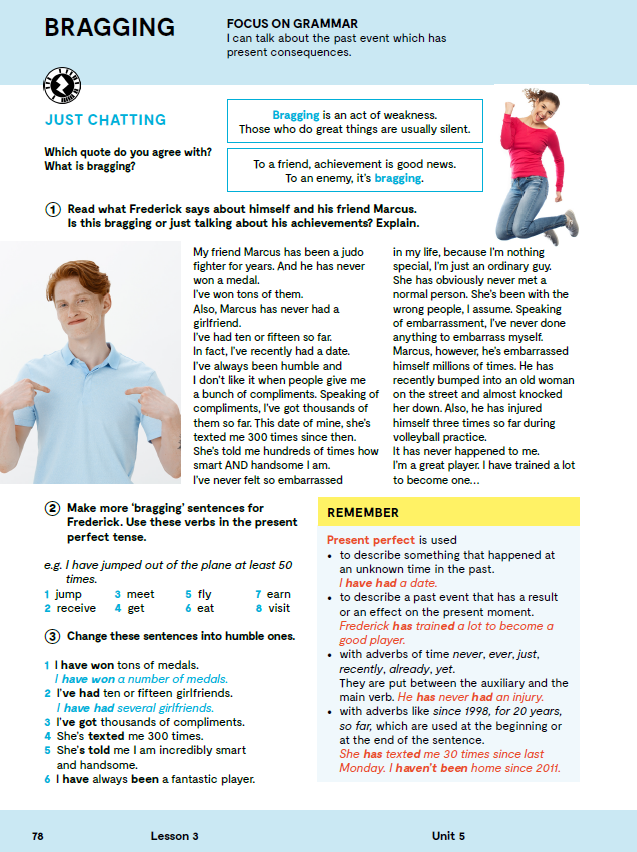 BRAGGING
FOCUS ON GRAMMAR
I can talk about the past event which has
present consequences.
JUST CHATTING
Which quote do you agree with?
What is bragging?
Bragging is an act of weakness.
Those who do great things are usually silent.
To a friend, achievement is good news.
To an enemy, it's bragging.
1 Read what Frederick says about himself and his friend Marcus.
Is this bragging or just talking about his achievements? Explain.
My friend Marcus has been a judo
fighter for years. And he has never
won a medal.
I've won tons of them.
Also, Marcus has never had a
girlfriend.
I've had ten or fifteen so far.
In fact, I've recently had a date.
I've always been humble and
I don't like it when people give me
a bunch of compliments. Speaking of
compliments, I've got thousands of
them so far. This date of mine, she's
texted me 300 times since then.
She's told me hundreds of times how
smart AND handsome I am.
I've never felt so embarrassed
in my life, because I'm nothing
special, I'm just an ordinary guy.
She has obviously never met a
normal person. She's been with the
wrong people, I assume. Speaking
of embarrassment, I've never done
anything to embarrass myself.
Marcus, however, he's embarrassed
himself millions of times. He has
recently bumped into an old woman
on the street and almost knocked
her down. Also, he has injured
himself three times so far during
volleyball practice.
It has never happened to me.
I'm a great player. I have trained a lot
to become one...
2 Make more 'bragging' sentences for
Frederick. Use these verbs in the present
perfect tense.
e.g. I have jumped out of the plane at least 50
times.
1 jump 3 meet 5 fly 7 earn
2 receive 4 get 6 eat 8 visit
3 Change these sentences into humble ones.
1 I have won tons of medals.
I have won a number of medals.
2 I've had ten or fifteen girlfriends.
I have had several girlfriends.
3 I've got thousands of compliments.
4 She's texted me 300 times.
5 She's told me I am incredibly smart
and handsome.
6 I have always been a fantastic player.
REMEMBER
Present perfect is used
• to describe something that happened at
an unknown time in the past.
I have had a date.
• to describe a past event that has a result
or an effect on the present moment.
Frederick has trained a lot to become a
good player.
• with adverbs of time never, ever, just,
recently, already, yet.
They are put between the auxiliary and the
main verb. He has never had an injury.
• with adverbs like since 1998, for 20 years,
so far, which are used at the beginning or
at the end of the sentence.
She has texted me 30 times since last
Monday. I haven't been home since 2011.
78 Lesson 3 Unit 5